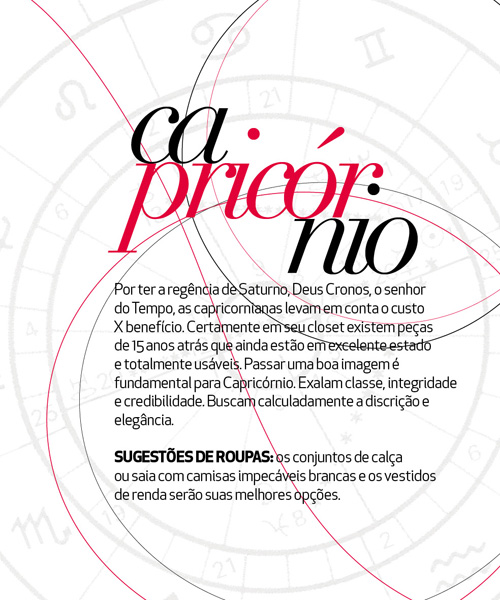 ca
pricór
nio
Por ter a regência de Saturno, Deus Cronos, o senhor
do Tempo, as capricornianas levam em conta o custo
X benefício. Certamente em seu closet existem peças
de 15 anos atrás que ainda estão em excelente estado
e totalmente usáveis. Passar uma boa imagem é
fundamental para Capricórnio. Exalam classe, integridade
e credibilidade. Buscam calculadamente a discrição e
elegância.
SUGESTÕES DE ROUPAS: os conjuntos de calça
ou saia com camisas impecáveis brancas e os vestidos
de renda serão suas melhores opções.